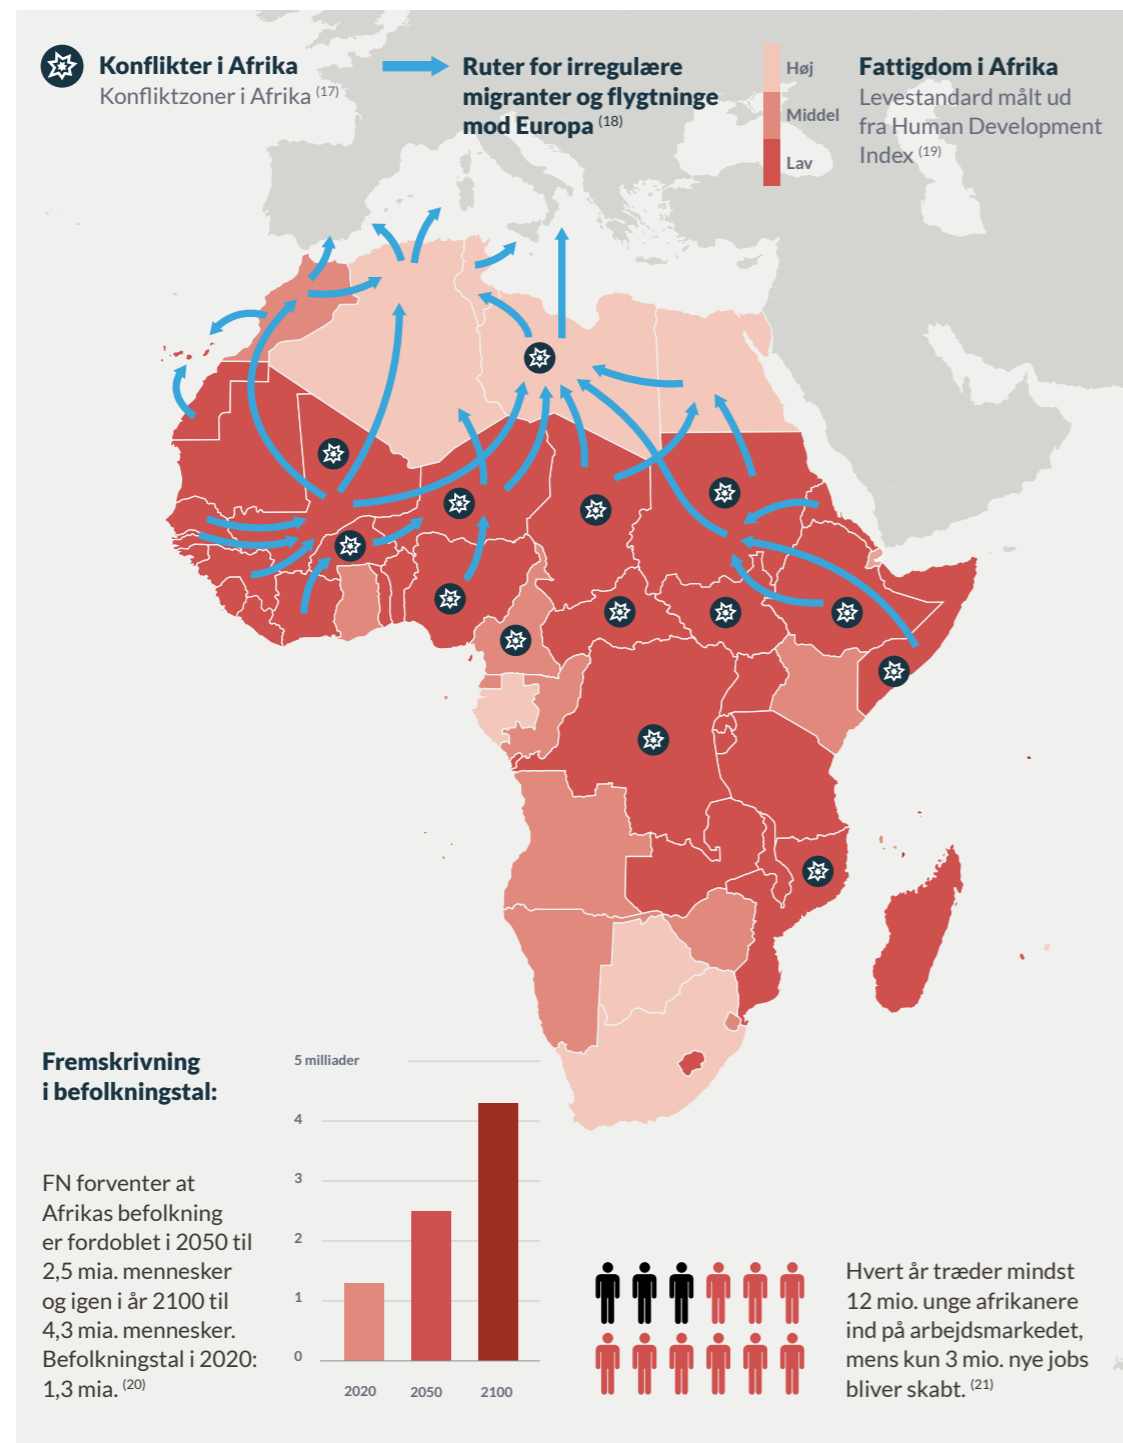 Konflikter i Afrika
Konfliktzoner i Afrika (17)
Ruter for irregulære
migranter og flygtninge
mod Europa (18)
Høj
Middel
Lav
Fattigdom i Afrika
Levestandard målt ud
fra Human Development
Index (19)
Fremskrivning
i befolkningstal:
FN forventer at
Afrikas befolkning
er fordoblet i 2050 til
2,5 mia. mennesker
og igen i år 2100 til
4,3 mia. mennesker.
Befolkningstal i 2020:
1,3 mia. (20)
5 milliader
4
3
2
1
0
2020
2050
2100
Hvert år træder mindst
12 mio. unge afrikanere
ind på arbejdsmarkedet,
mens kun 3 mio. nye jobs
bliver skabt. (21)